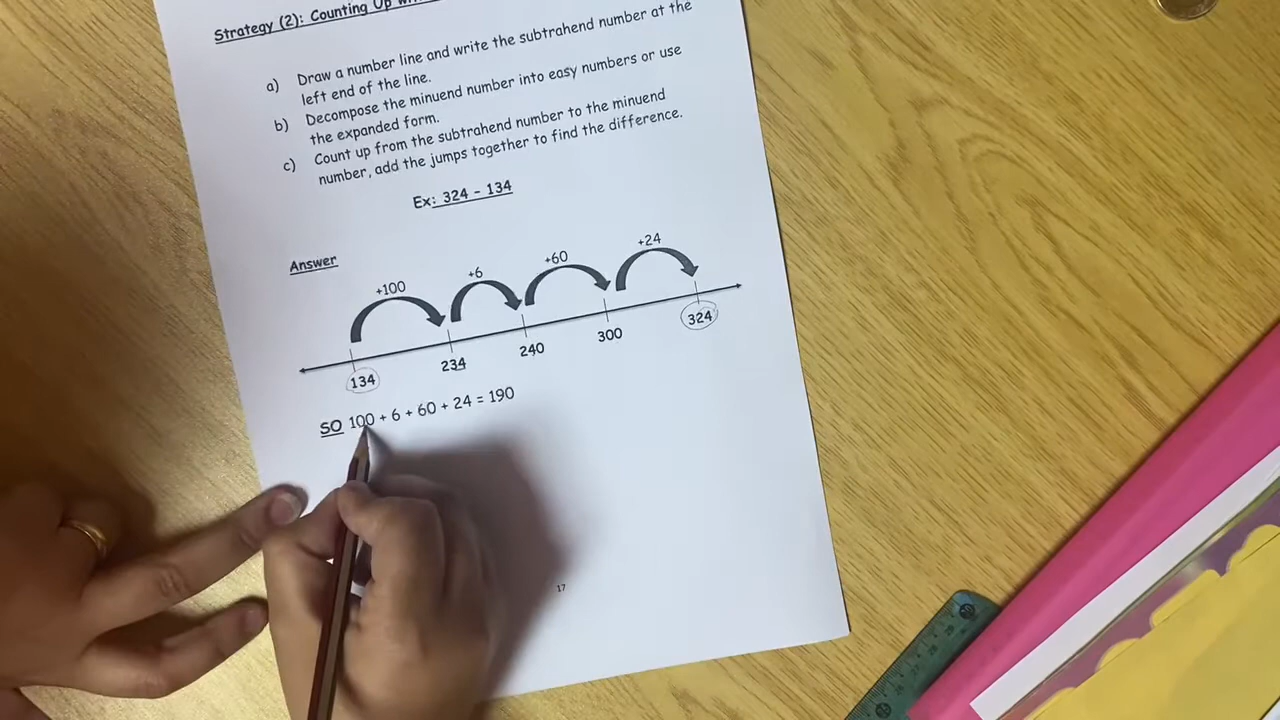 Strategy (2): Counting Up
a) Draw a number line and write the subtrahend number at the
left end of the line.
b) Decompose the minuend number into easy numbers or use
the expanded form.
c) Count up from the subtrahend number to the minuend
number, add the jumps together to find the difference.
Ex: 324 - 134
Answer
+100 +6 +60 +24
134 234 240 300 324
SO 100 + 6 + 60 + 24 = 190
17